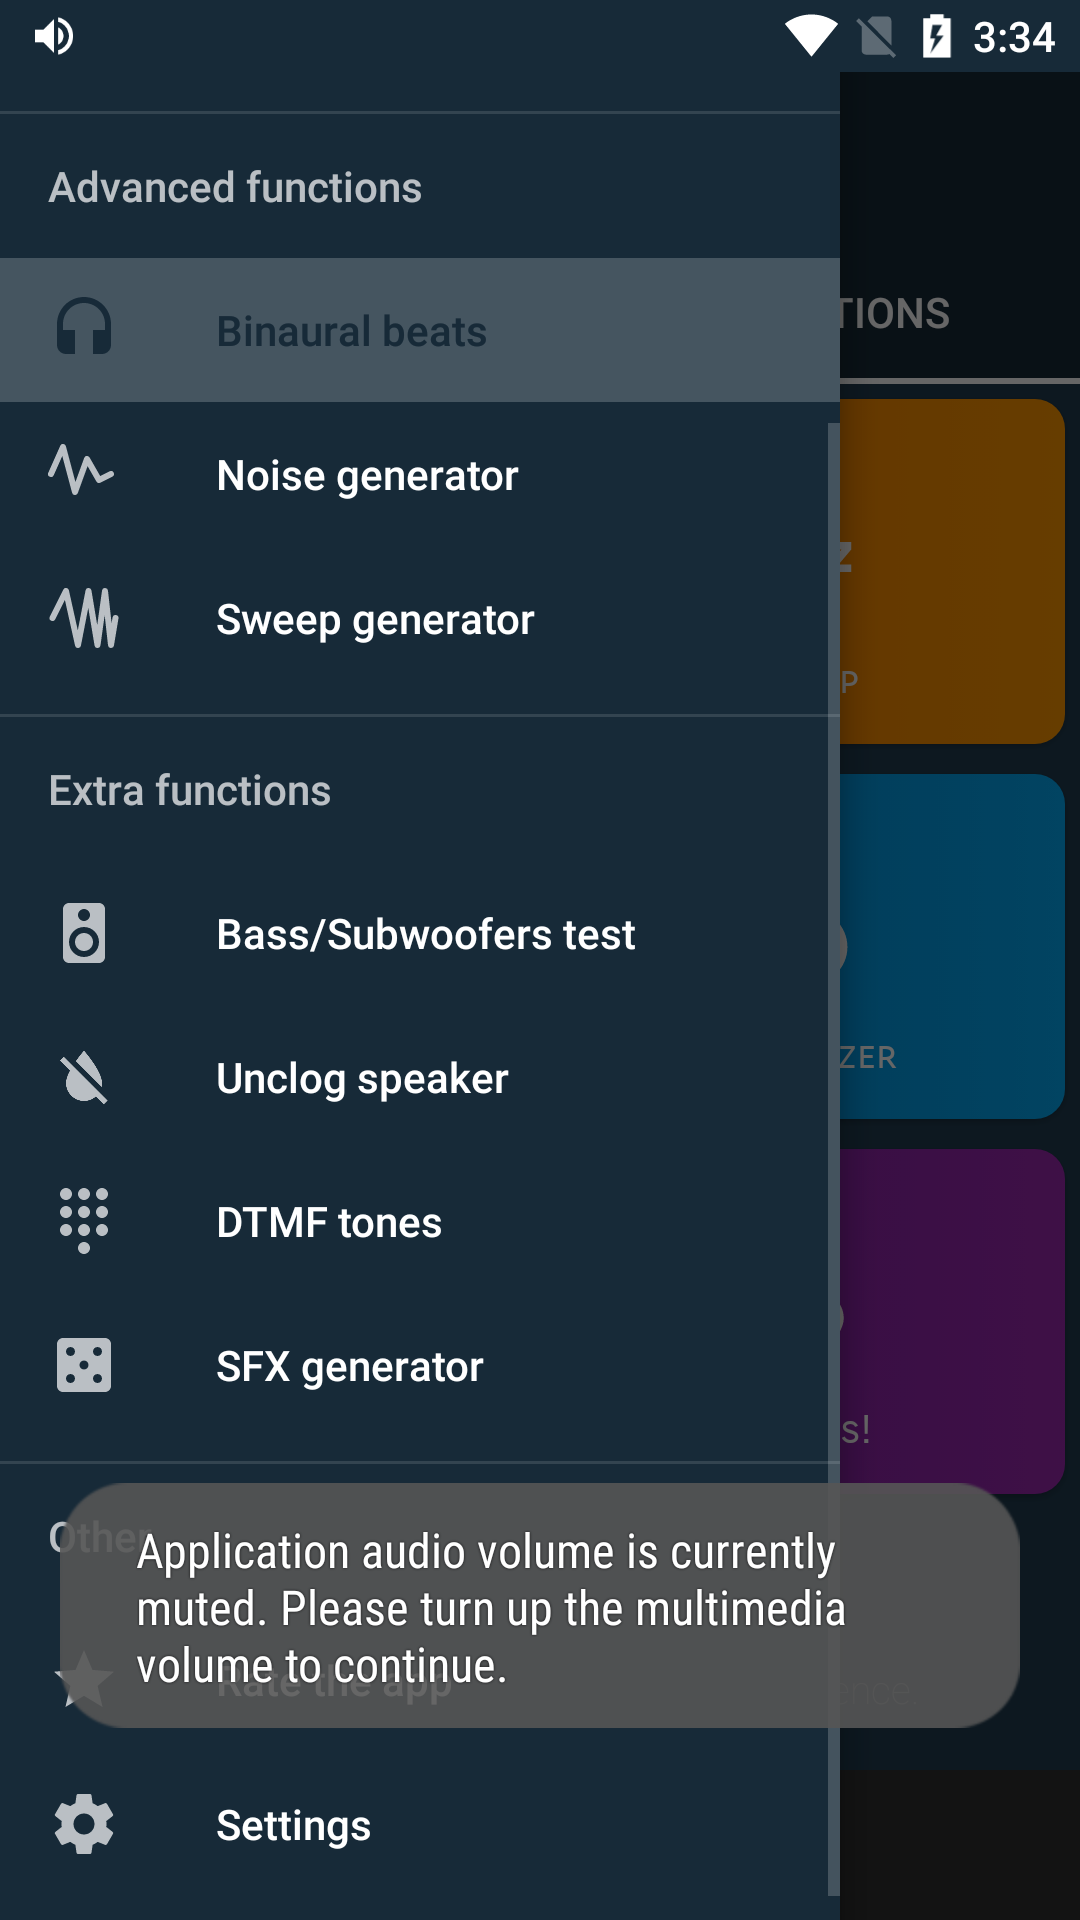 3:34
Advanced functions
TIONS
Binaural beats
Noise generator
z
Sweep generator
P
Extra functions
Bass/Subwoofers test
ZER
Unclog speaker
DTMF tones
SFX generator
s!
Other
Application audio volume is currently
muted. Please turn up the multimedia
volume to continue.
Rate the app
ence.
Settings